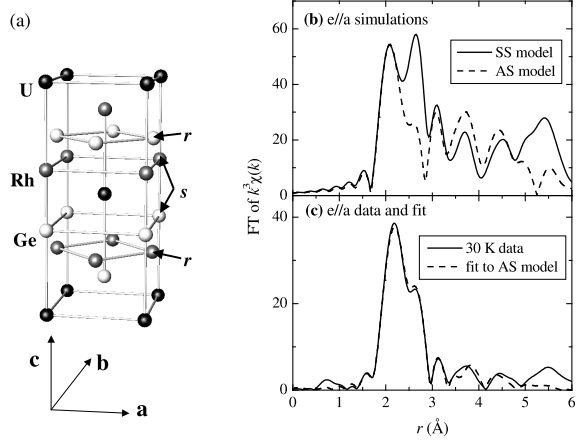 (a)
U
r
Rh
s
Ge
r
c
b
a
(b) e//a simulations
SS model
AS model
60
40
20
0
FT of k³χ(k)
(c) e//a data and fit
30 K data
fit to AS model
40
20
0
0 1 2 3 4 5 6
r (Å)